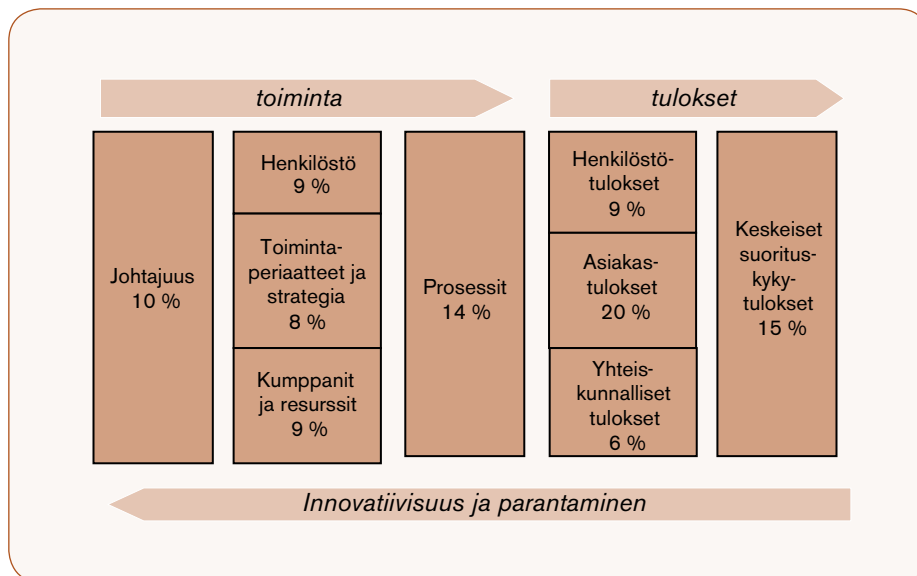 toiminta
tulokset
Johtajuus
10 %
Henkilöstö
9 %
Toiminta-
periaatteet ja
strategia
8 %
Kumppanit
ja resurssit
9 %
Prosessit
14 %
Henkilöstö-
tulokset
9 %
Asiakas-
tulokset
20 %
Yhteis-
kunnalliset
tulokset
6 %
Keskeiset
suoritus-
kyky-
tulokset
15 %
Innovatiivisuus ja parantaminen